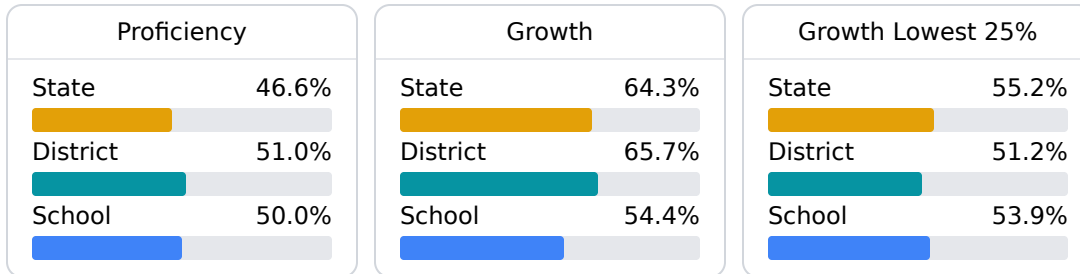 Proficiency
State 46.6%
District 51.0%
School 50.0%
Growth
State 64.3%
District 65.7%
School 54.4%
Growth Lowest 25%
State 55.2%
District 51.2%
School 53.9%